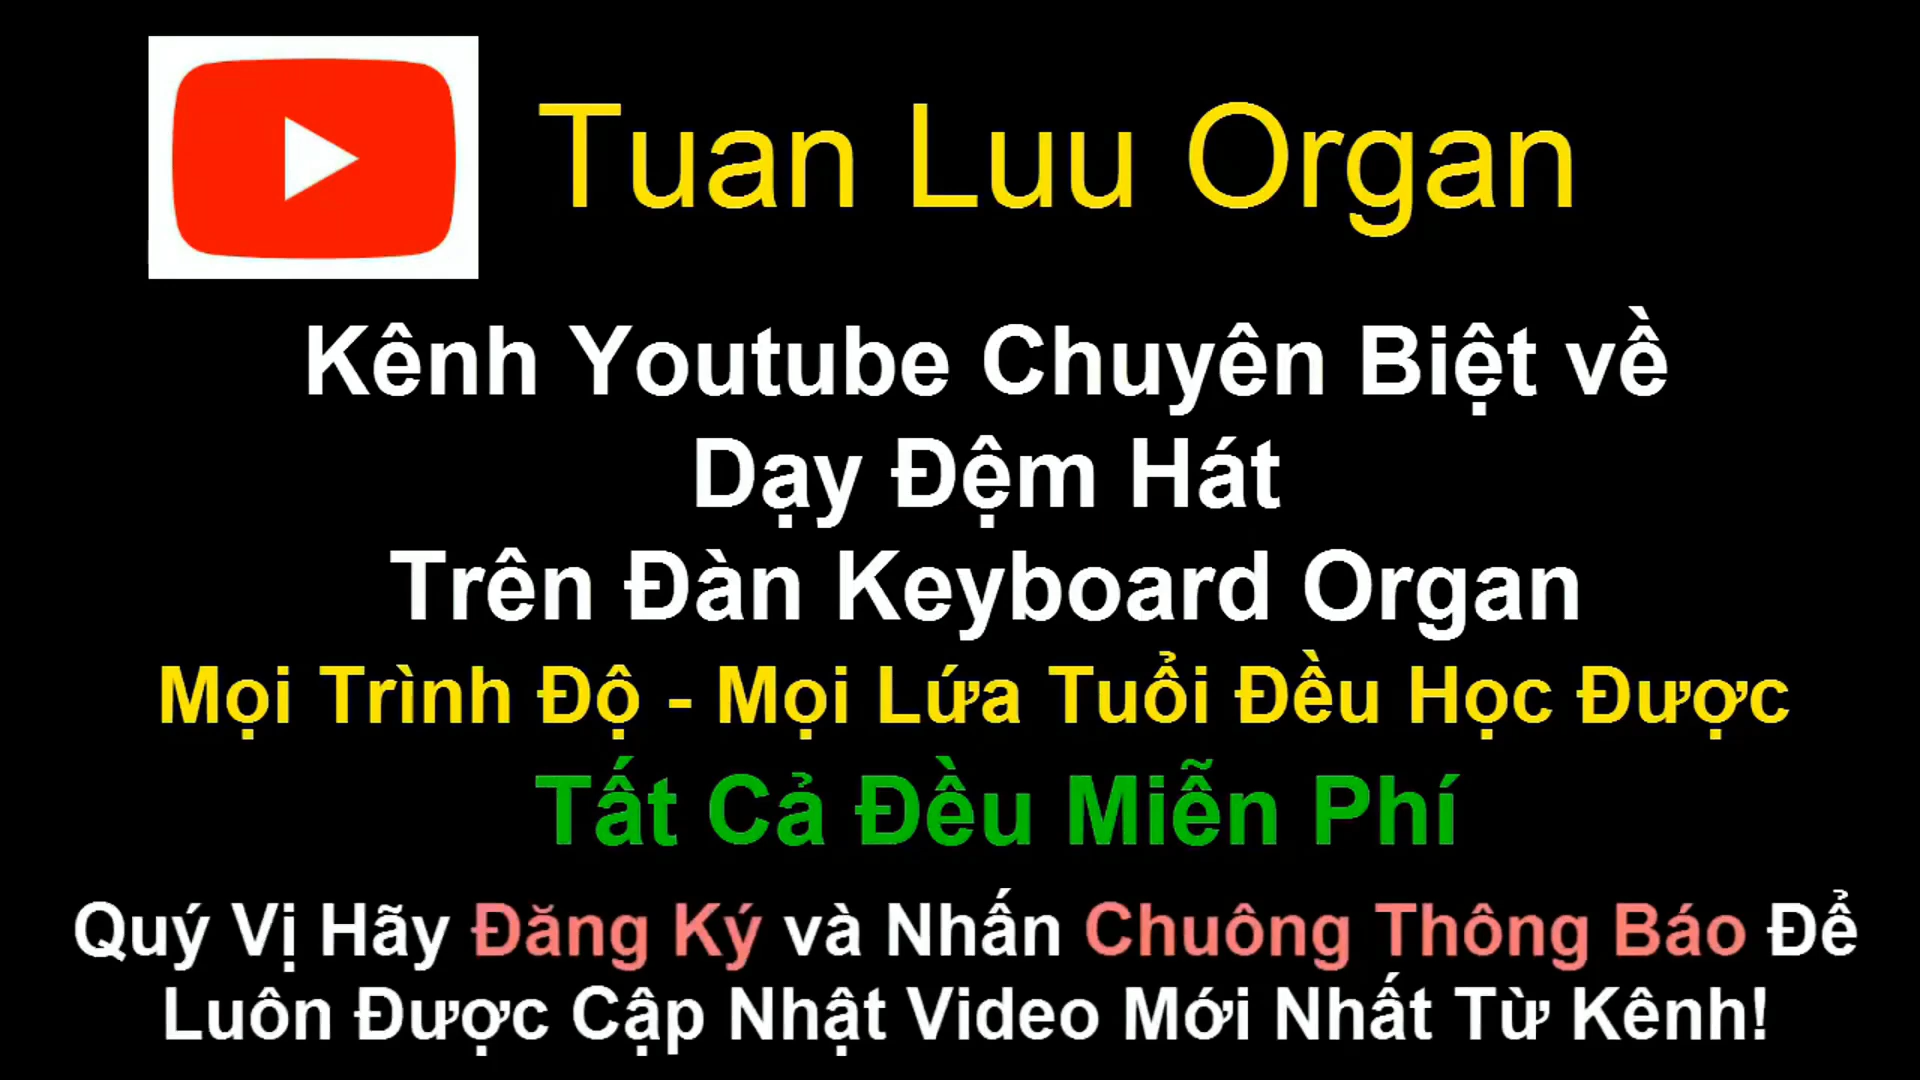 Tuan Luu Organ
Kênh Youtube Chuyên Biệt về
Dạy Đệm Hát
Trên Đàn Keyboard Organ
Mọi Trình Độ - Mọi Lứa Tuổi Đều Học Được
Tất Cả Đều Miễn Phí
Quý Vị Hãy Đăng Ký và Nhấn Chuông Thông Báo Để
Luôn Được Cập Nhật Video Mới Nhất Từ Kênh!